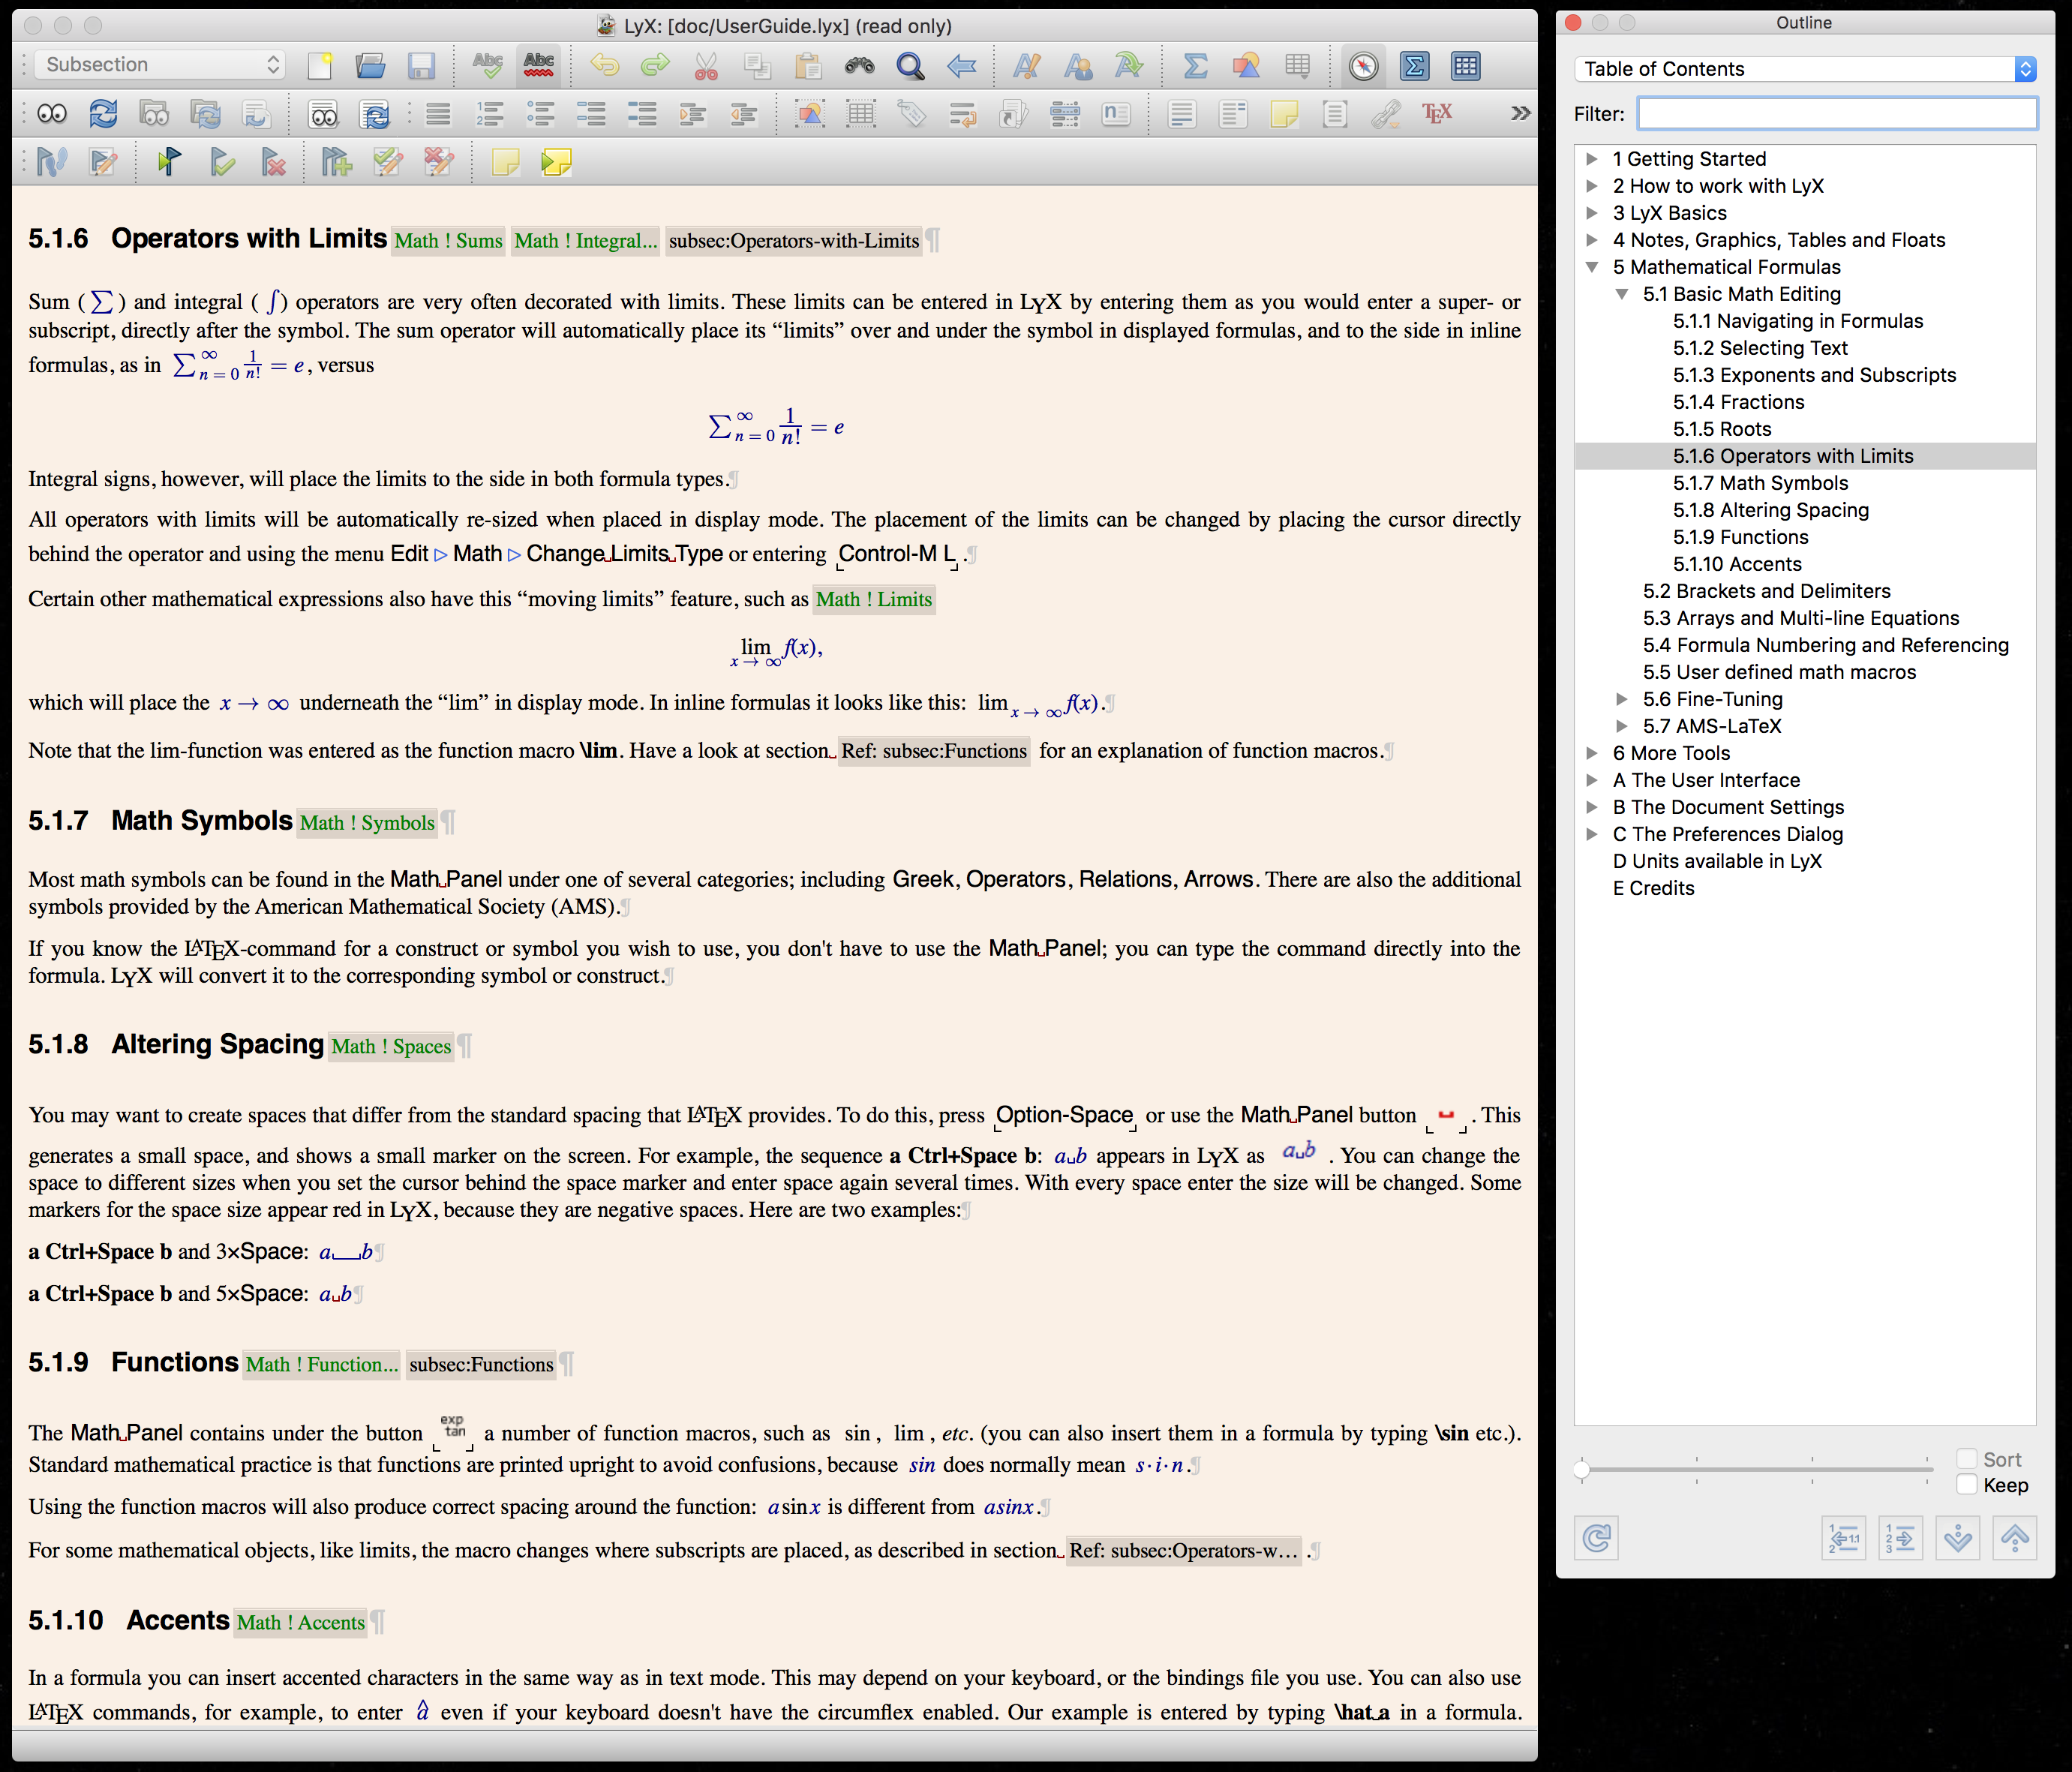 LyX: [doc/UserGuide.lyx] (read only)
Subsection
5.1.6 Operators with Limits Math ! Sums Math ! Integral... subsec:Operators-with-Limits¶
Sum (∑) and integral (∫) operators are very often decorated with limits. These limits can be entered in LyX by entering them as you would enter a super- or
subscript, directly after the symbol. The sum operator will automatically place its “limits” over and under the symbol in displayed formulas, and to the side in inline
formulas, as in ∑_{n = 0}^{∞} 1/n! = e, versus
∑_{n = 0}^{∞} 1/n! = e
Integral signs, however, will place the limits to the side in both formula types.¶
All operators with limits will be automatically re-sized when placed in display mode. The placement of the limits can be changed by placing the cursor directly
behind the operator and using the menu Edit ▷ Math ▷ Change␣Limits␣Type or entering Control-M L .¶
Certain other mathematical expressions also have this “moving limits” feature, such as Math ! Limits
lim_{x → ∞} f(x),
which will place the x → ∞ underneath the “lim” in display mode. In inline formulas it looks like this: lim_{x → ∞} f(x).¶
Note that the lim-function was entered as the function macro \lim. Have a look at section␣Ref: subsec:Functions for an explanation of function macros.¶
5.1.7 Math Symbols Math ! Symbols¶
Most math symbols can be found in the Math␣Panel under one of several categories; including Greek, Operators, Relations, Arrows. There are also the additional
symbols provided by the American Mathematical Society (AMS).¶
If you know the LATEX-command for a construct or symbol you wish to use, you don't have to use the Math␣Panel; you can type the command directly into the
formula. LyX will convert it to the corresponding symbol or construct.¶
5.1.8 Altering Spacing Math ! Spaces¶
You may want to create spaces that differ from the standard spacing that LATEX provides. To do this, press Option-Space or use the Math␣Panel button ␣ . This
generates a small space, and shows a small marker on the screen. For example, the sequence a Ctrl+Space b: a␣b appears in LyX as a␣b . You can change the
space to different sizes when you set the cursor behind the space marker and enter space again several times. With every space enter the size will be changed. Some
markers for the space size appear red in LyX, because they are negative spaces. Here are two examples:¶
a Ctrl+Space b and 3×Space: a␣b¶
a Ctrl+Space b and 5×Space: a␣b¶
5.1.9 Functions Math ! Function... subsec:Functions¶
The Math␣Panel contains under the button exp tan a number of function macros, such as sin , lim , etc. (you can also insert them in a formula by typing \sin etc.).
Standard mathematical practice is that functions are printed upright to avoid confusions, because sin does normally mean s·i·n.¶
Using the function macros will also produce correct spacing around the function: a sin x is different from asinx.¶
For some mathematical objects, like limits, the macro changes where subscripts are placed, as described in section␣Ref: subsec:Operators-w... .¶
5.1.10 Accents Math ! Accents¶
In a formula you can insert accented characters in the same way as in text mode. This may depend on your keyboard, or the bindings file you use. You can also use
LATEX commands, for example, to enter â even if your keyboard doesn't have the circumflex enabled. Our example is entered by typing \hat␣a in a formula.
Outline
Table of Contents
Filter:
1 Getting Started
2 How to work with LyX
3 LyX Basics
4 Notes, Graphics, Tables and Floats
5 Mathematical Formulas
5.1 Basic Math Editing
5.1.1 Navigating in Formulas
5.1.2 Selecting Text
5.1.3 Exponents and Subscripts
5.1.4 Fractions
5.1.5 Roots
5.1.6 Operators with Limits
5.1.7 Math Symbols
5.1.8 Altering Spacing
5.1.9 Functions
5.1.10 Accents
5.2 Brackets and Delimiters
5.3 Arrays and Multi-line Equations
5.4 Formula Numbering and Referencing
5.5 User defined math macros
5.6 Fine-Tuning
5.7 AMS-LaTeX
6 More Tools
A The User Interface
B The Document Settings
C The Preferences Dialog
D Units available in LyX
E Credits
Sort
Keep